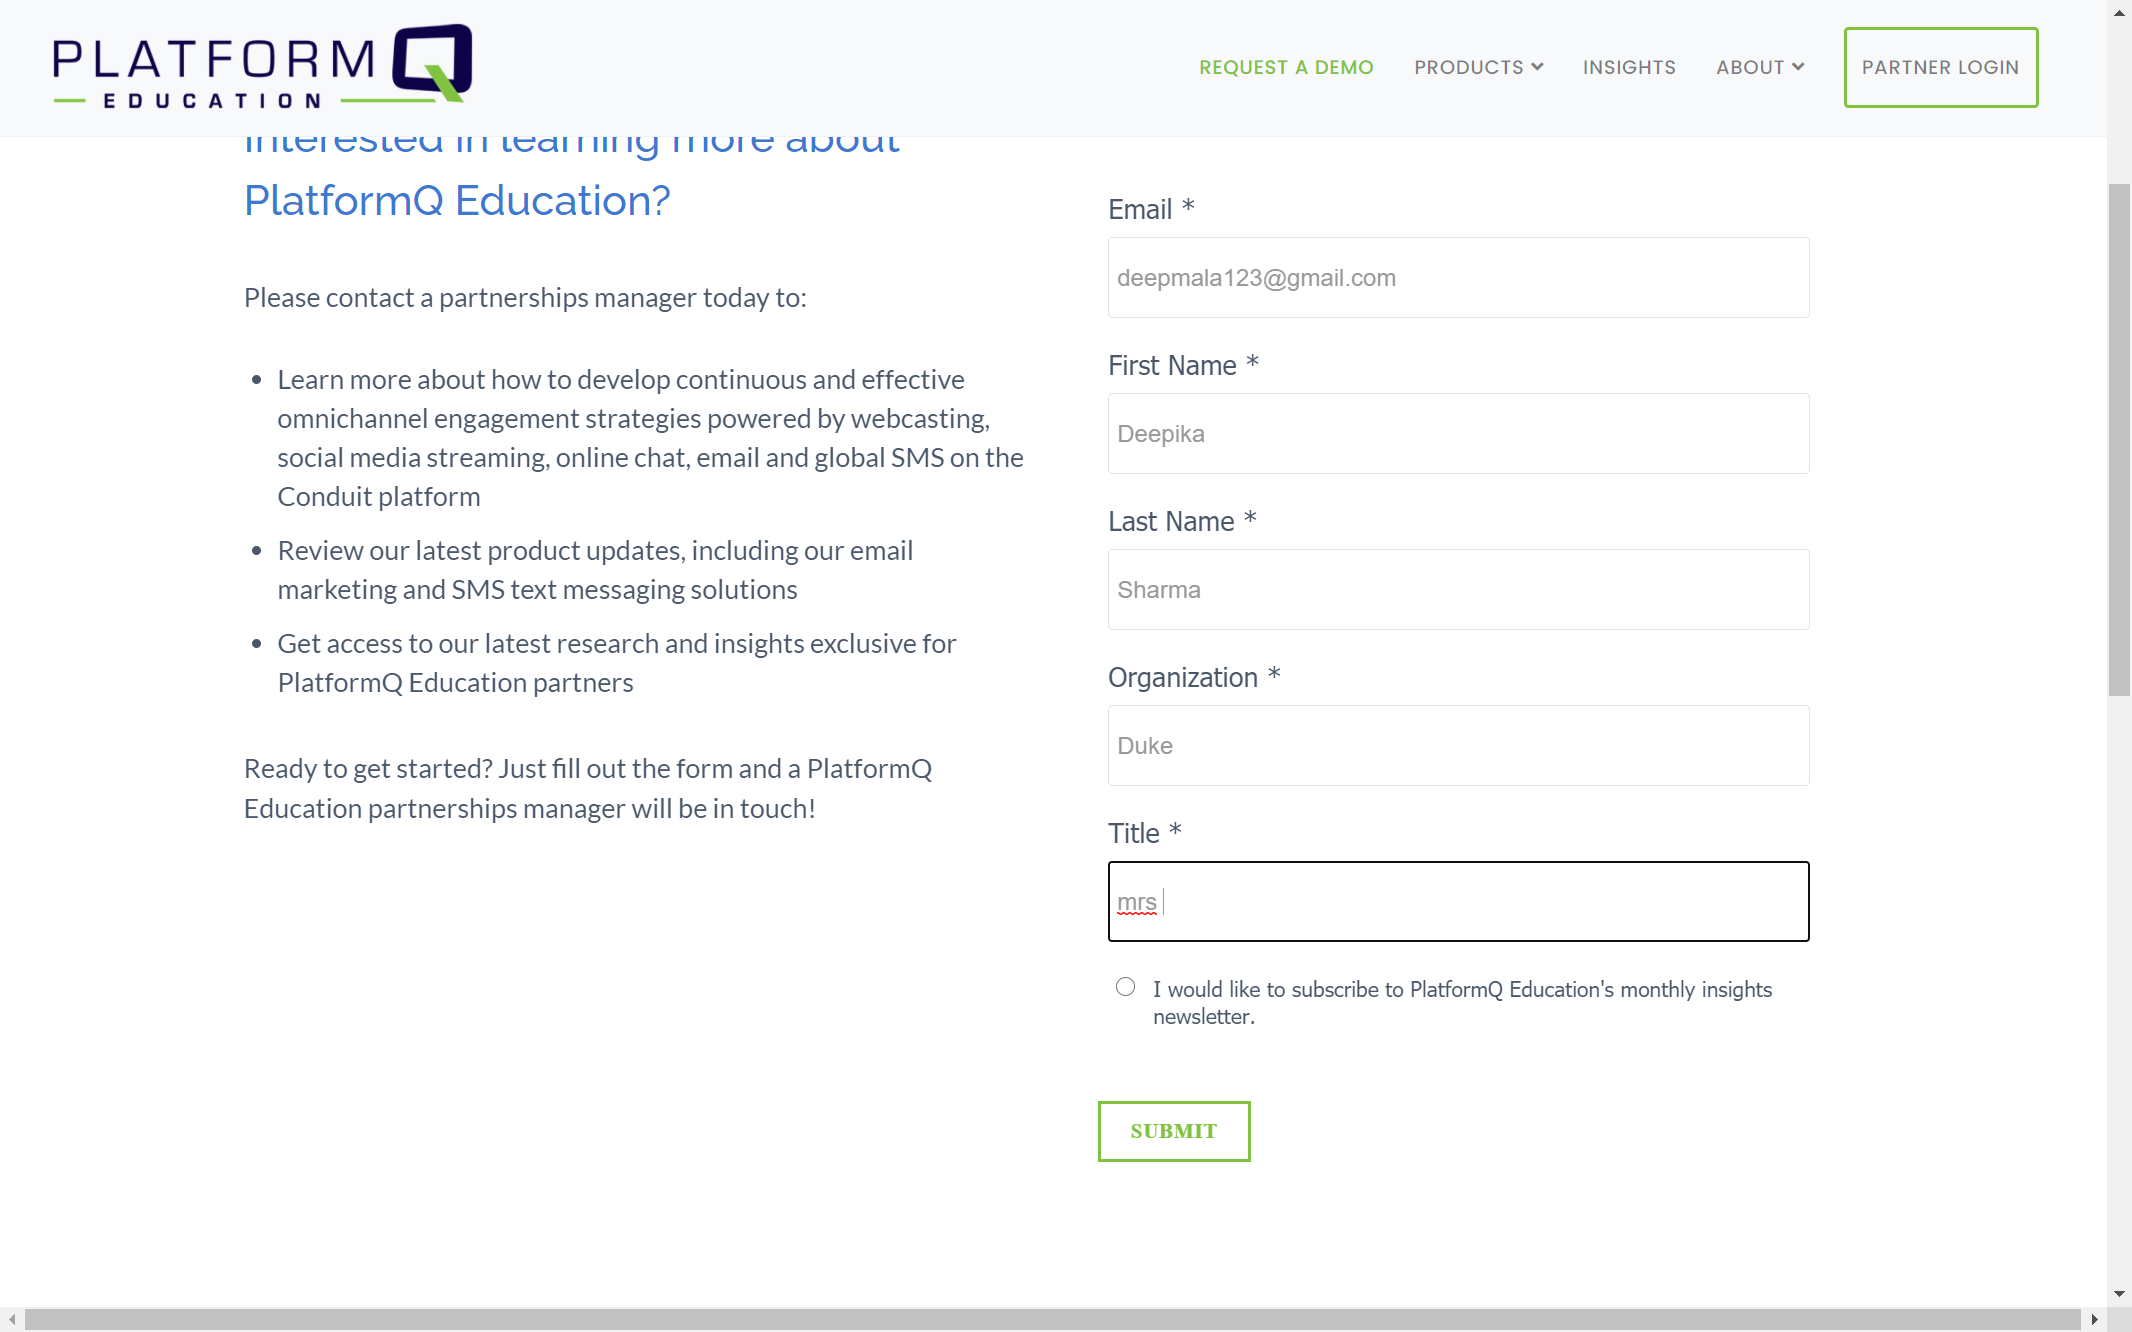 PLATFORM Q
EDUCATION
REQUEST A DEMO
PRODUCTS
INSIGHTS
ABOUT
PARTNER LOGIN
Interested in learning more about
PlatformQ Education?
Please contact a partnerships manager today to:
Learn more about how to develop continuous and effective
omnichannel engagement strategies powered by webcasting,
social media streaming, online chat, email and global SMS on the
Conduit platform
Review our latest product updates, including our email
marketing and SMS text messaging solutions
Get access to our latest research and insights exclusive for
PlatformQ Education partners
Ready to get started? Just fill out the form and a PlatformQ
Education partnerships manager will be in touch!
Email *
deepmala123@gmail.com
First Name *
Deepika
Last Name *
Sharma
Organization *
Duke
Title *
mrs
I would like to subscribe to PlatformQ Education's monthly insights
newsletter.
SUBMIT